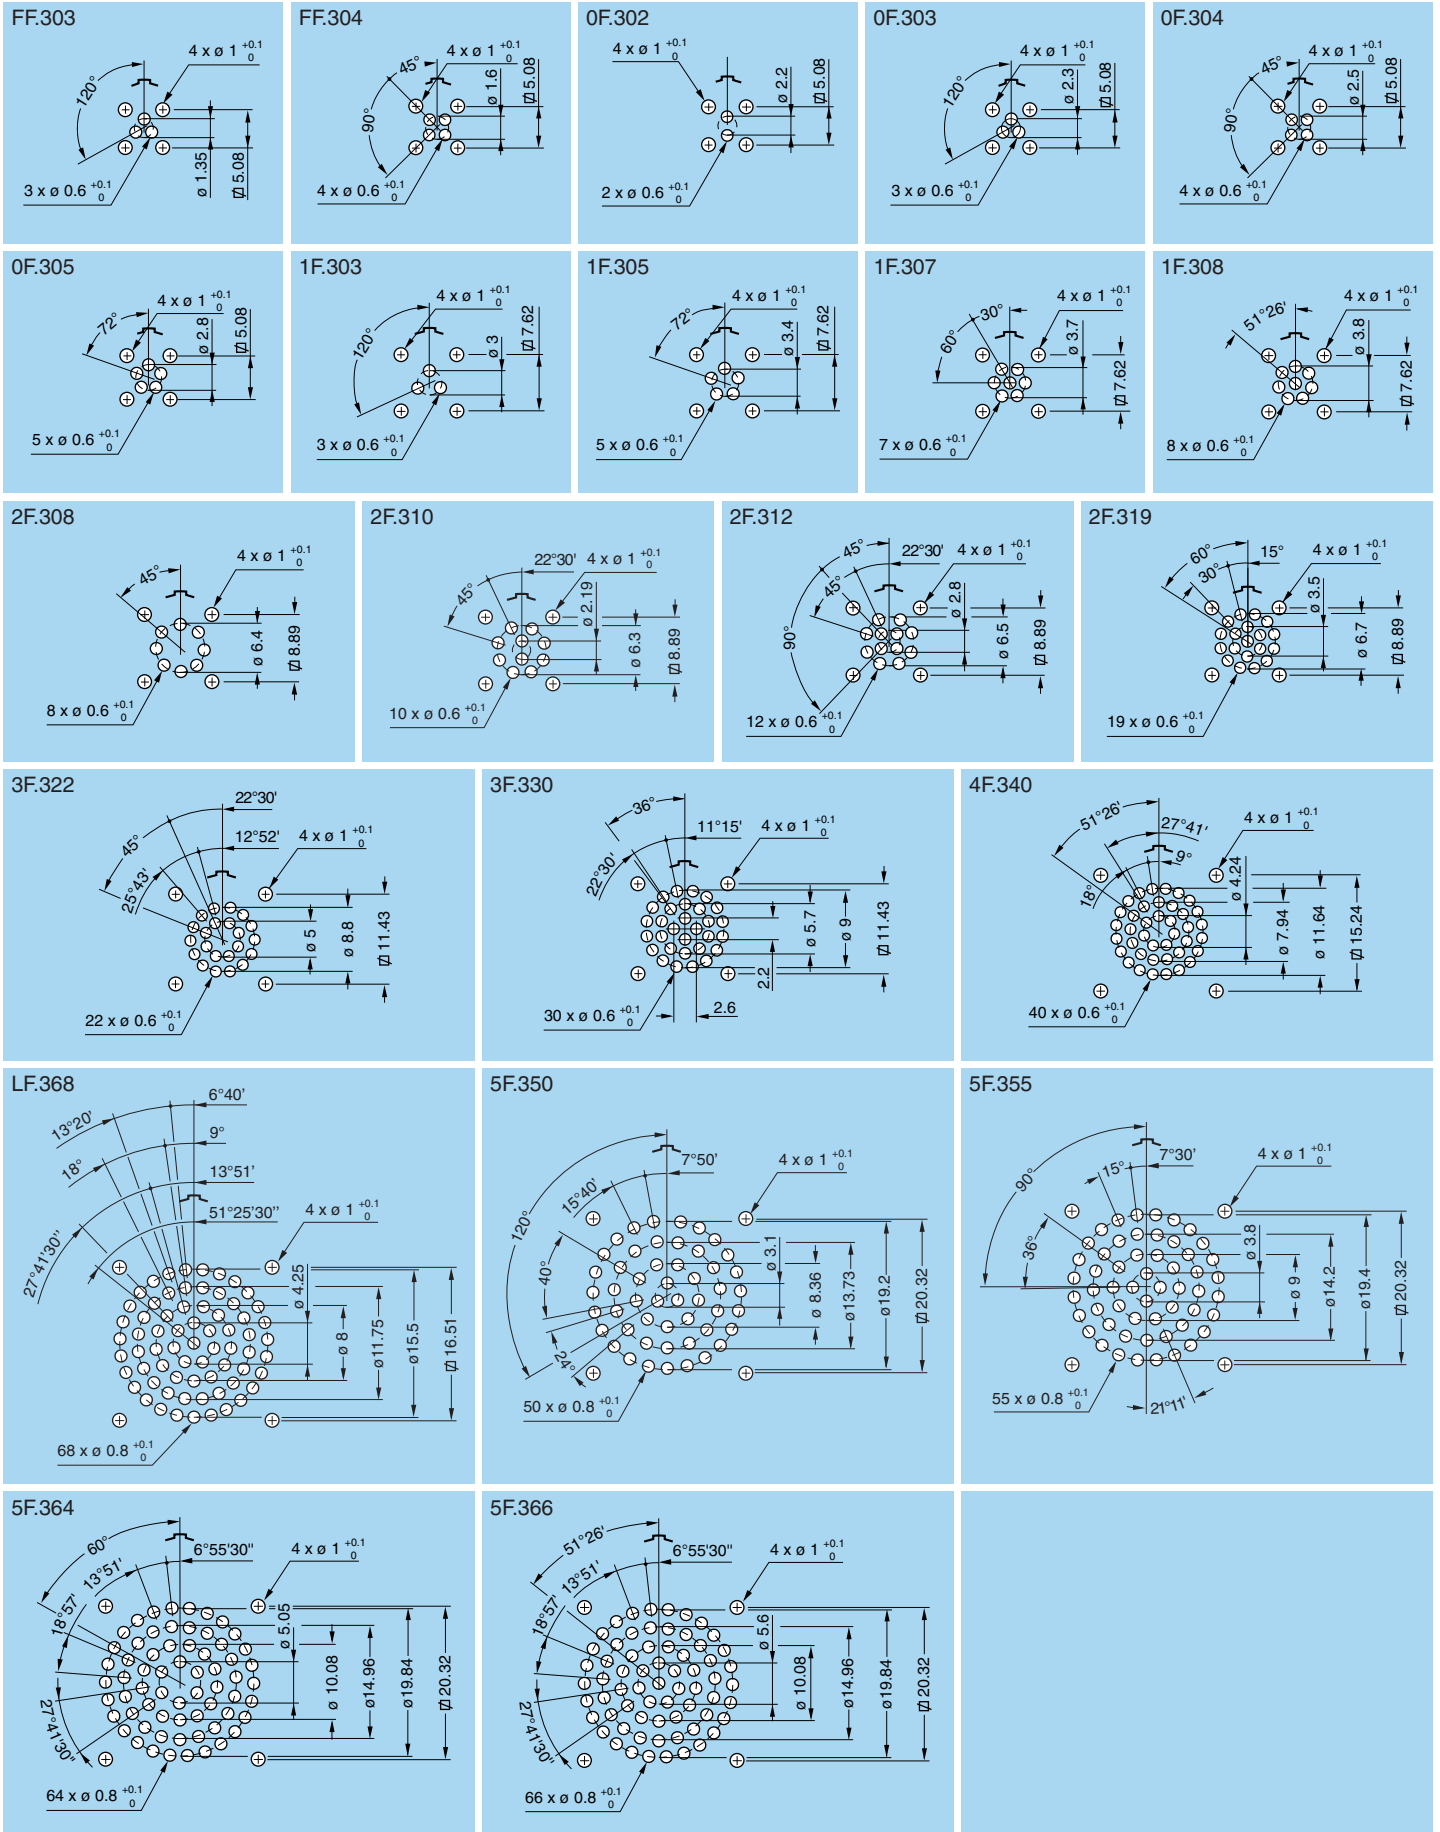 FF.303
4 x ø 1 +0.1 0
120°
ø 1.35
5.08
5.08
3 x ø 0.6 +0.1 0
FF.304
45°
4 x ø 1 +0.1 0
90°
ø 1.6
5.08
4 x ø 0.6 +0.1 0
0F.302
4 x ø 1 +0.1 0
ø 2.2
5.08
2 x ø 0.6 +0.1 0
0F.303
4 x ø 1 +0.1 0
120°
ø 2.3
5.08
3 x ø 0.6 +0.1 0
0F.304
45°
4 x ø 1 +0.1 0
90°
ø 2.5
5.08
4 x ø 0.6 +0.1 0
0F.305
4 x ø 1 +0.1 0
72°
ø 2.8
5.08
5 x ø 0.6 +0.1 0
1F.303
4 x ø 1 +0.1 0
120°
ø 3
7.62
3 x ø 0.6 +0.1 0
1F.305
4 x ø 1 +0.1 0
72°
ø 3.4
7.62
5 x ø 0.6 +0.1 0
1F.307
4 x ø 1 +0.1 0
30°
60°
ø 3.7
7.62
7 x ø 0.6 +0.1 0
1F.308
4 x ø 1 +0.1 0
51°26'
ø 3.8
7.62
8 x ø 0.6 +0.1 0
2F.308
4 x ø 1 +0.1 0
45°
ø 6.4
8.89
8 x ø 0.6 +0.1 0
2F.310
22°30'
4 x ø 1 +0.1 0
45°
ø 2.19
ø 6.3
8.89
10 x ø 0.6 +0.1 0
2F.312
45°
22°30'
4 x ø 1 +0.1 0
45°
90°
ø 2.8
ø 6.5
8.89
12 x ø 0.6 +0.1 0
2F.319
60°
15°
4 x ø 1 +0.1 0
30°
ø 3.5
ø 6.7
8.89
19 x ø 0.6 +0.1 0
3F.322
22°30'
12°52'
4 x ø 1 +0.1 0
45°
25°43'
ø 5
ø 8.8
11.43
22 x ø 0.6 +0.1 0
3F.330
36°
11°15'
4 x ø 1 +0.1 0
22°30'
ø 5.7
ø 9
11.43
2.2
2.6
30 x ø 0.6 +0.1 0
4F.340
51°26'
27°41'
4 x ø 1 +0.1 0
9°
18°
ø 4.24
ø 7.94
ø 11.64
15.24
40 x ø 0.6 +0.1 0
LF.368
6°40'
13°20'
9°
18°
13°51'
51°25'30"
4 x ø 1 +0.1 0
27°41'30"
ø 4.25
ø 8
ø11.75
ø15.5
16.51
68 x ø 0.8 +0.1 0
5F.350
7°50'
4 x ø 1 +0.1 0
15°40'
120°
40°
24°
ø 3.1
ø 8.36
ø13.73
ø19.2
20.32
50 x ø 0.8 +0.1 0
5F.355
7°30'
4 x ø 1 +0.1 0
15°
90°
36°
ø 3.8
ø 9
ø14.2
ø19.4
20.32
55 x ø 0.8 +0.1 0
21°11'
5F.364
60°
6°55'30"
4 x ø 1 +0.1 0
13°51'
18°57'
27°41'30"
ø 5.05
ø 10.08
ø14.96
ø19.84
20.32
64 x ø 0.8 +0.1 0
5F.366
51°26'
6°55'30"
4 x ø 1 +0.1 0
13°51'
18°57'
27°41'30"
ø 5.6
ø 10.08
ø14.96
ø19.84
20.32
66 x ø 0.8 +0.1 0